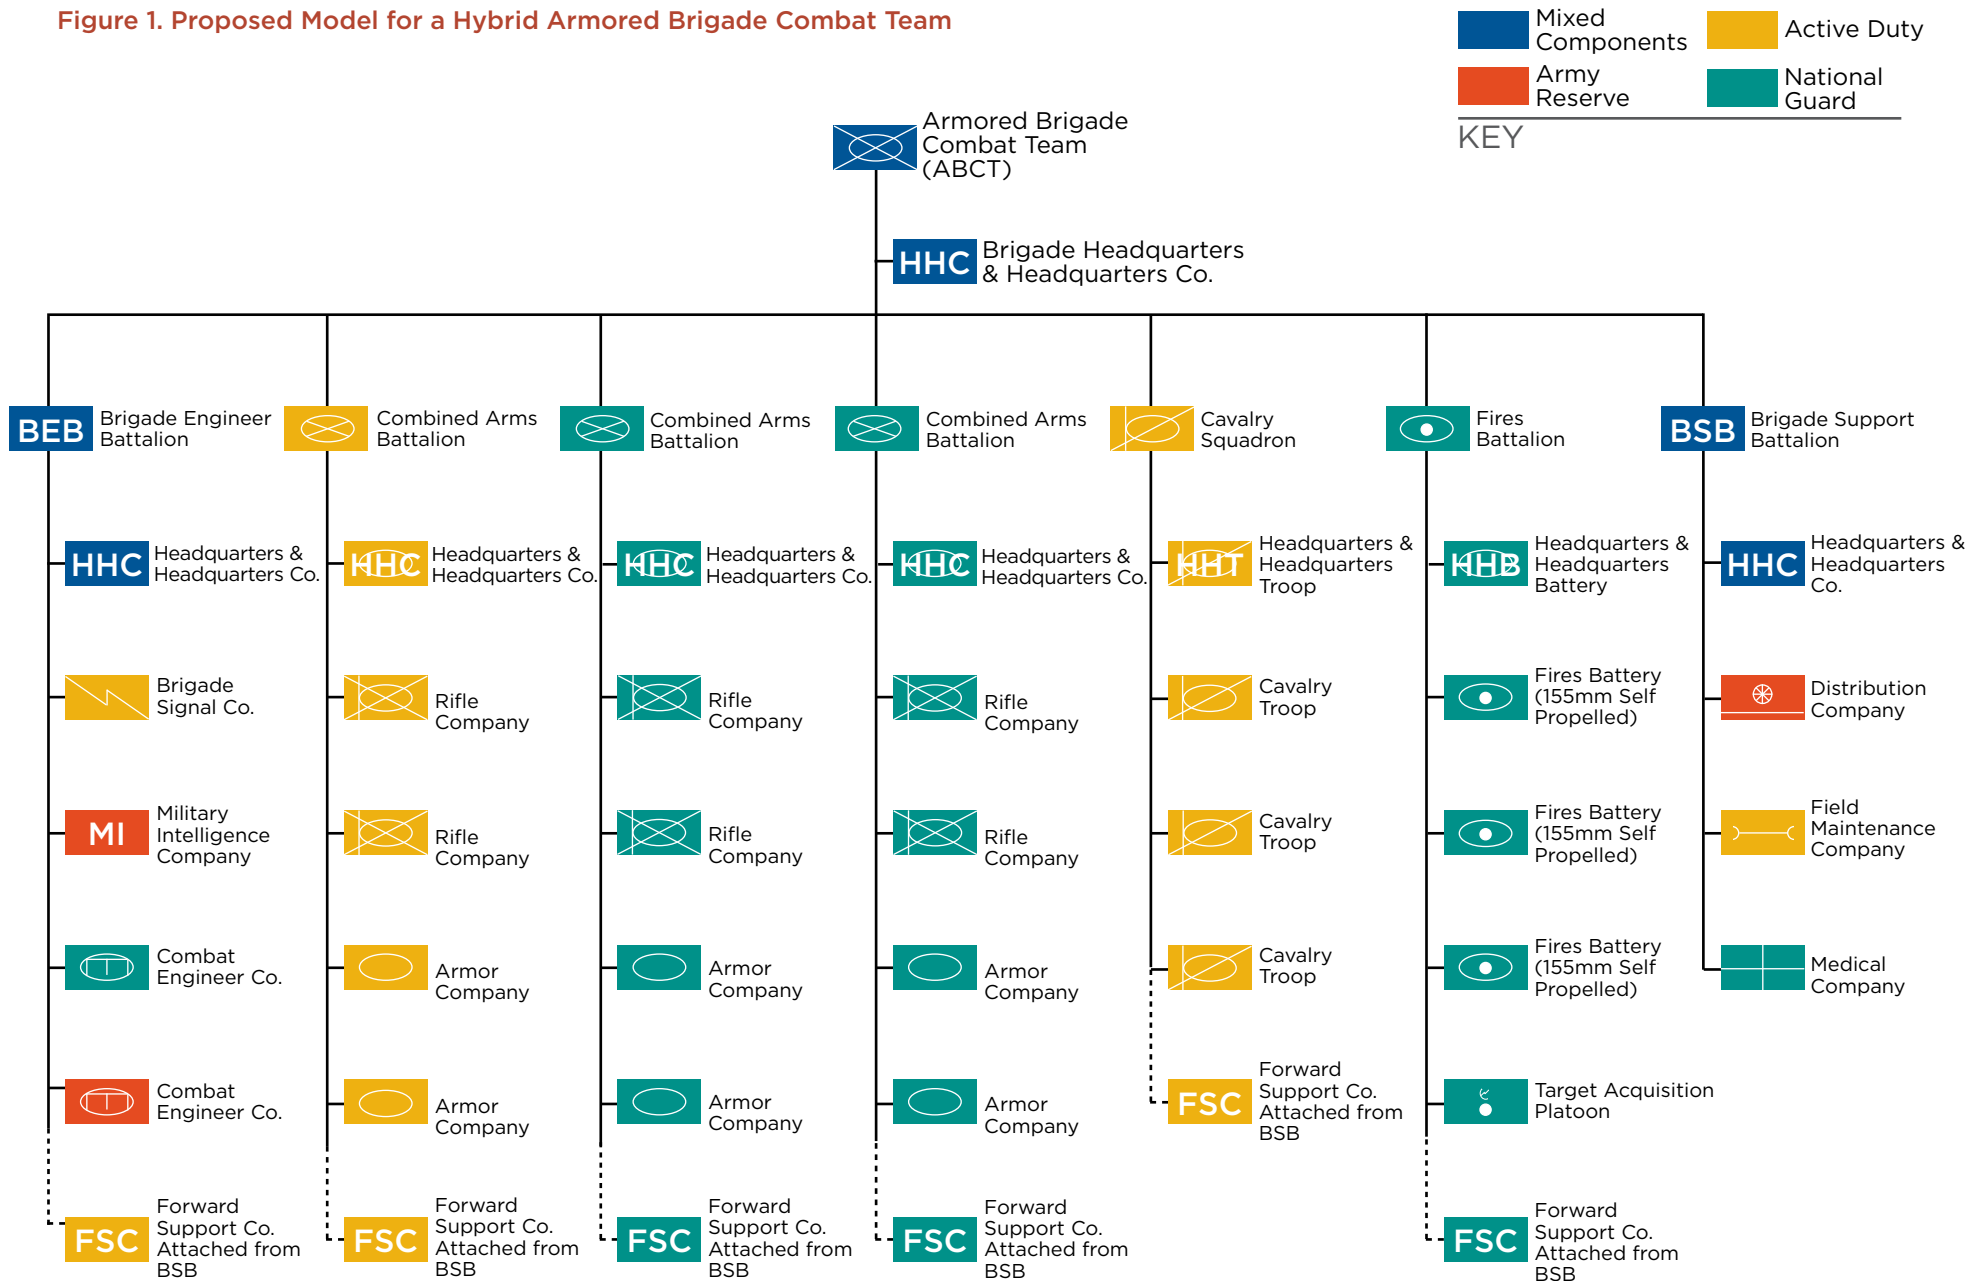 Figure 1. Proposed Model for a Hybrid Armored Brigade Combat Team
Mixed
Components
Active Duty
Army
Reserve
National
Guard
KEY
Armored Brigade
Combat Team
(ABCT)
HHC
Brigade Headquarters
& Headquarters Co.
BEB
Brigade Engineer
Battalion
Combined Arms
Battalion
Combined Arms
Battalion
Combined Arms
Battalion
Cavalry
Squadron
Fires
Battalion
BSB
Brigade Support
Battalion
HHC
Headquarters &
Headquarters Co.
HHC
Headquarters &
Headquarters Co.
HHC
Headquarters &
Headquarters Co.
HHC
Headquarters &
Headquarters Co.
HHT
Headquarters &
Headquarters
Troop
HHB
Headquarters &
Headquarters
Battery
HHC
Headquarters &
Headquarters
Co.
Brigade
Signal Co.
Rifle
Company
Rifle
Company
Rifle
Company
Cavalry
Troop
Fires Battery
(155mm Self
Propelled)
Distribution
Company
MI
Military
Intelligence
Company
Rifle
Company
Rifle
Company
Rifle
Company
Cavalry
Troop
Fires Battery
(155mm Self
Propelled)
Field
Maintenance
Company
Combat
Engineer Co.
Armor
Company
Armor
Company
Armor
Company
Cavalry
Troop
Fires Battery
(155mm Self
Propelled)
Medical
Company
Combat
Engineer Co.
Armor
Company
Armor
Company
Armor
Company
FSC
Forward
Support Co.
Attached from
BSB
Target Acquisition
Platoon
FSC
Forward
Support Co.
Attached from
BSB
FSC
Forward
Support Co.
Attached from
BSB
FSC
Forward
Support Co.
Attached from
BSB
FSC
Forward
Support Co.
Attached from
BSB
FSC
Forward
Support Co.
Attached from
BSB